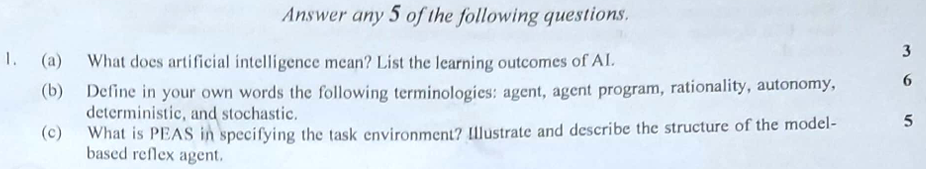 Answer any 5 of the following questions.
1. (a) What does artificial intelligence mean? List the learning outcomes of AI. 3
(b) Define in your own words the following terminologies: agent, agent program, rationality, autonomy, 6
deterministic, and stochastic.
(c) What is PEAS in specifying the task environment? Illustrate and describe the structure of the model- 5
based reflex agent.